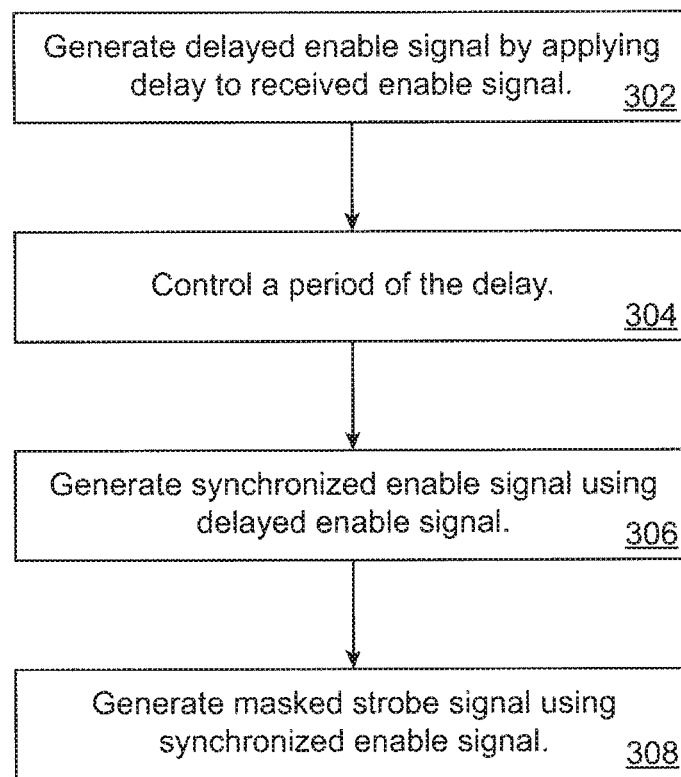 Generate delayed enable signal by applying
delay to received enable signal.
302
Control a period of the delay.
304
Generate synchronized enable signal using
delayed enable signal.
306
Generate masked strobe signal using
synchronized enable signal.
308